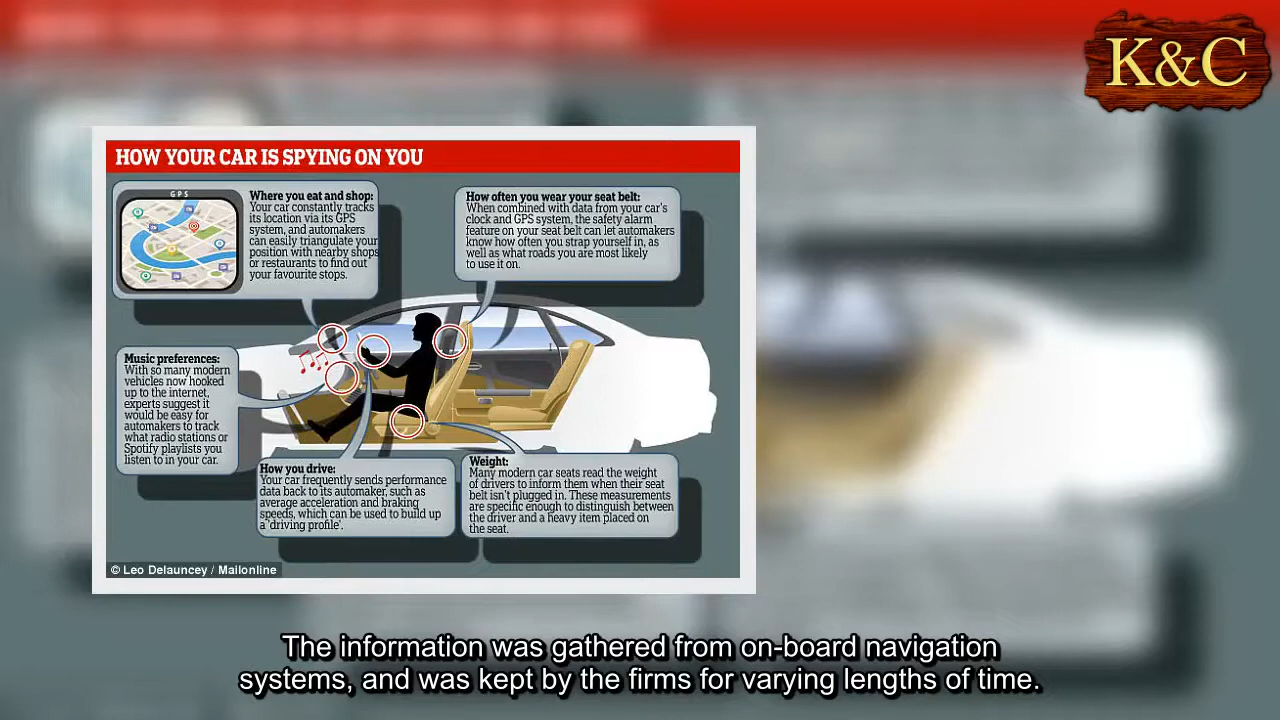 K&C
HOW YOUR CAR IS SPYING ON YOU
GPS
Where you eat and shop:
Your car constantly tracks
its location via its GPS
system, and automakers
can easily triangulate your
position with nearby shops
or restaurants to find out
your favourite stops.
How often you wear your seat belt:
When combined with data from your car's
clock and GPS system, the safety alarm
feature on your seat belt can let automakers
know how often you strap yourself in, as
well as what roads you are most likely
to use it on.
Music preferences:
With so many modern
vehicles now hooked
up to the internet,
experts suggest it
would be easy for
automakers to track
what radio stations or
Spotify playlists you
listen to in your car.
How you drive:
Your car frequently sends performance
data back to its automaker, such as
average acceleration and braking
speeds, which can be used to build up
a 'driving profile'.
Weight:
Many modern car seats read the weight
of drivers to inform them when their seat
belt isn't plugged in. These measurements
are specific enough to distinguish between
the driver and a heavy item placed on
the seat.
© Leo Delauncey / Mailonline
The information was gathered from on-board navigation
systems, and was kept by the firms for varying lengths of time.